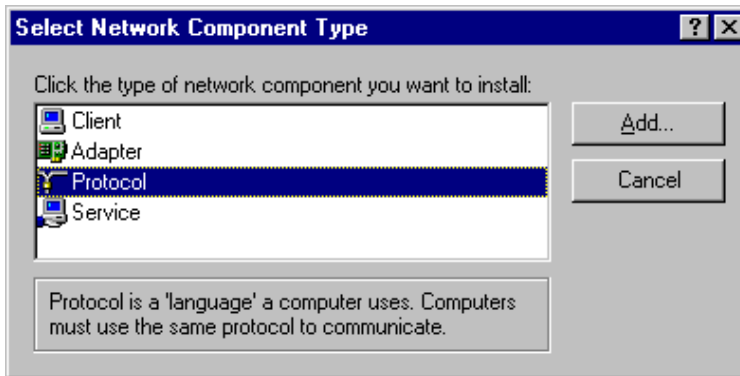 Select Network Component Type
Click the type of network component you want to install:
Client
Adapter
Protocol
Service
Add...
Cancel
Protocol is a 'language' a computer uses. Computers
must use the same protocol to communicate.